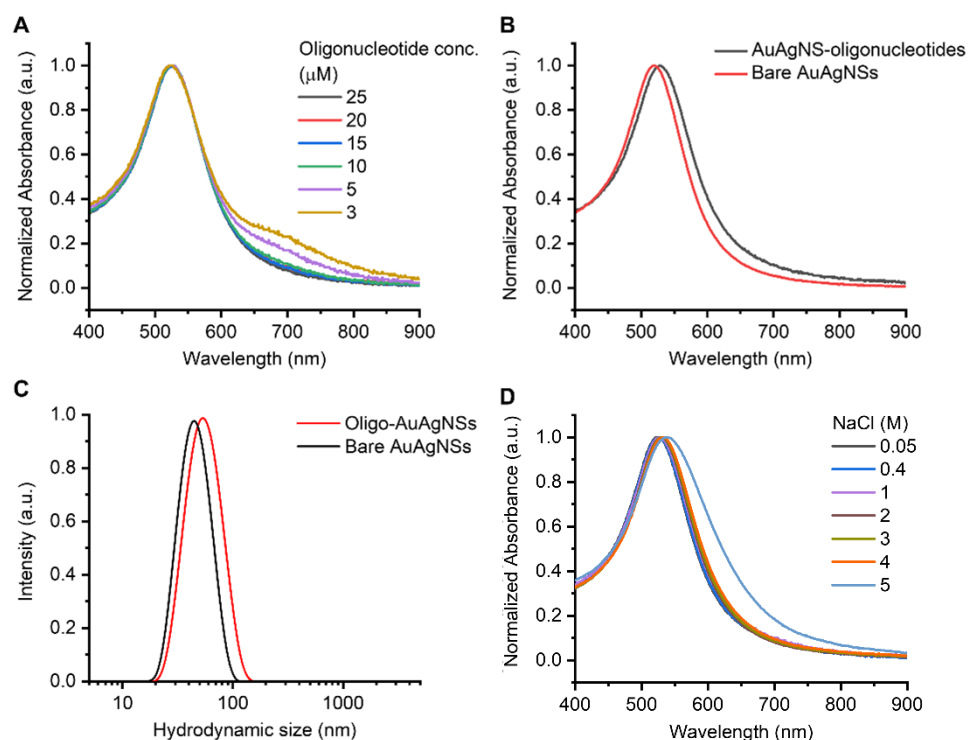 A
Oligonucleotide conc.
(μM)
25
20
15
10
5
3
Normalized Absorbance (a.u.)
1.0
0.8
0.6
0.4
0.2
0.0
400 500 600 700 800 900
Wavelength (nm)
B
AuAgNS-oligonucleotides
Bare AuAgNSs
Normalized Absorbance (a.u.)
1.0
0.8
0.6
0.4
0.2
0.0
400 500 600 700 800 900
Wavelength (nm)
C
Oligo-AuAgNSs
Bare AuAgNSs
Intensity (a.u.)
1.0
0.8
0.6
0.4
0.2
0.0
10 100 1000
Hydrodynamic size (nm)
D
NaCl (M)
0.05
0.4
1
2
3
4
5
Normalized Absorbance (a.u.)
1.0
0.8
0.6
0.4
0.2
0.0
400 500 600 700 800 900
Wavelength (nm)